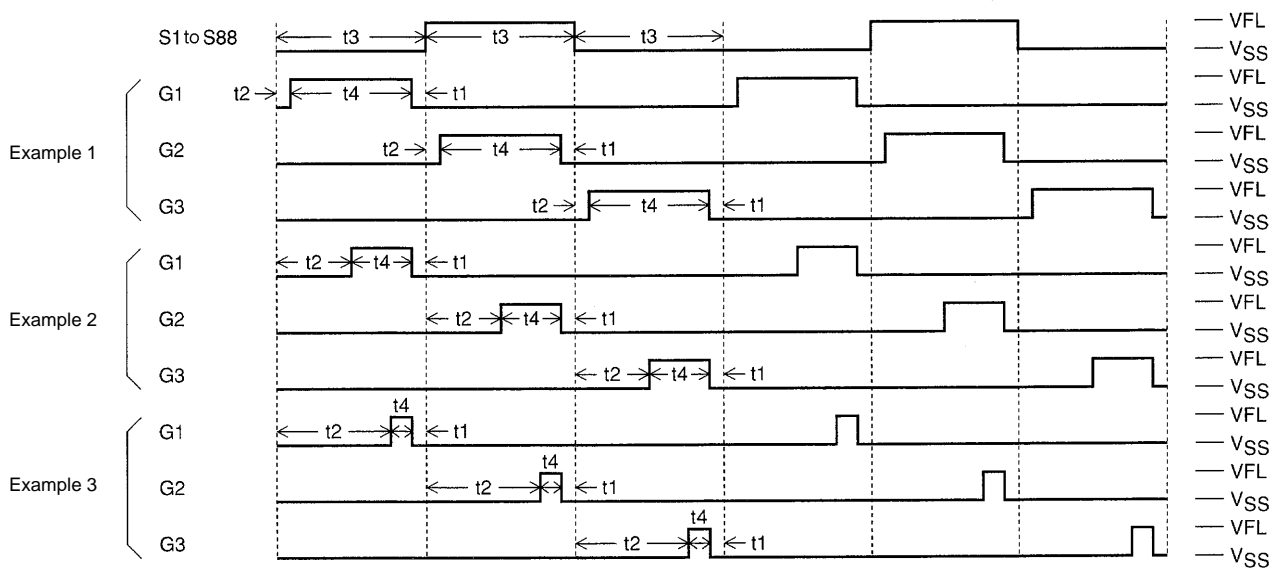 S1 to S88 t3 t3 t3 VFL
VSS
Example 1
G1 t2 t4 t1 VFL
VSS
G2 t2 t4 t1 VFL
VSS
G3 t2 t4 t1 VFL
VSS
Example 2
G1 t2 t4 t1 VFL
VSS
G2 t2 t4 t1 VFL
VSS
G3 t2 t4 t1 VFL
VSS
Example 3
t4
G1 t2 t1 VFL
VSS
t4
G2 t2 t1 VFL
VSS
t4
G3 t2 t1 VFL
VSS